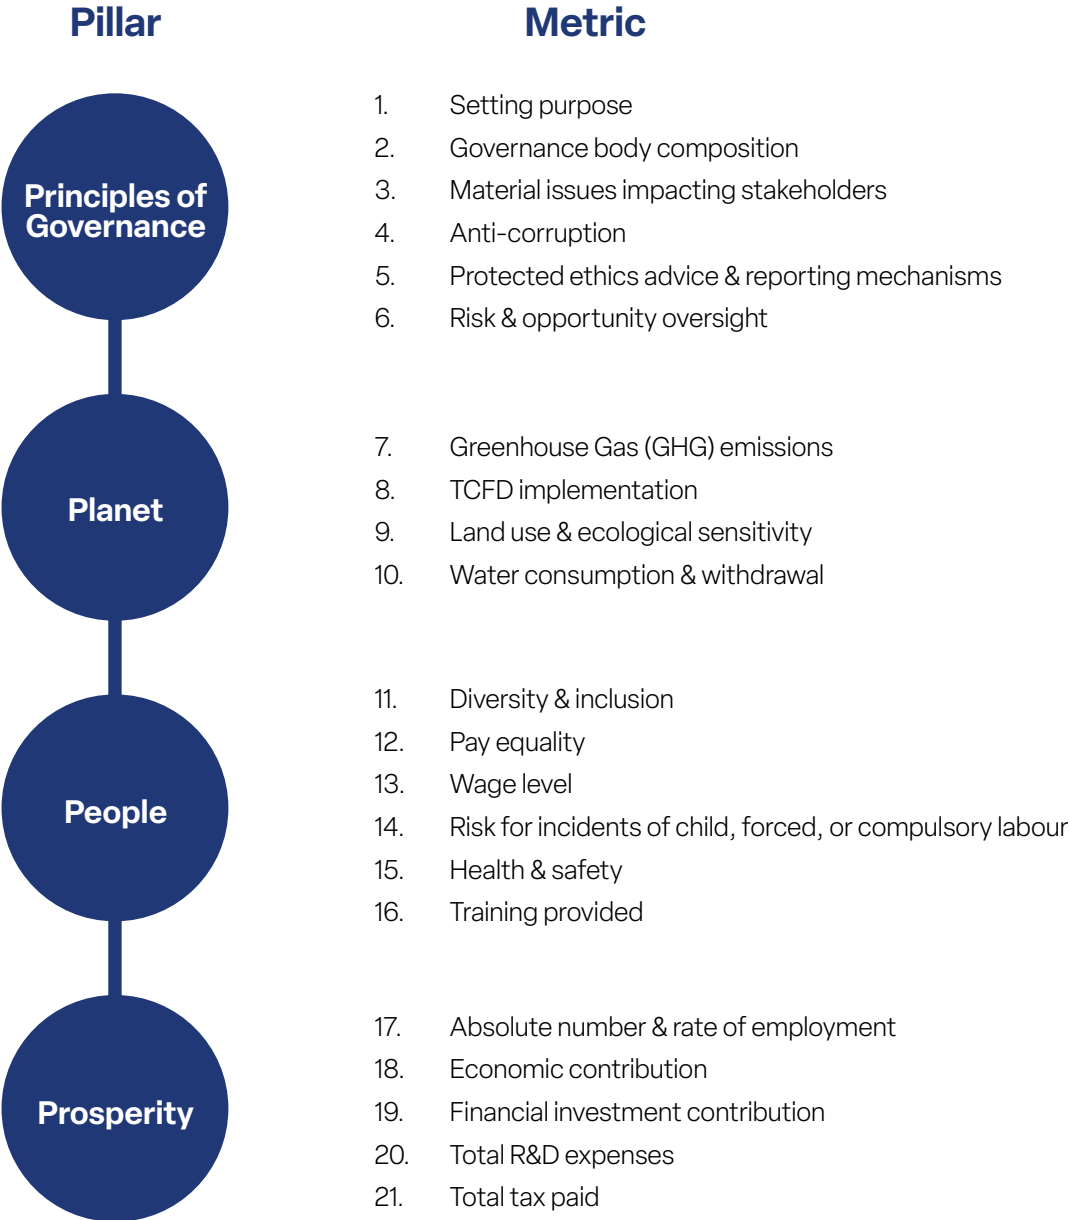 Pillar Metric
Principles of
Governance
1. Setting purpose
2. Governance body composition
3. Material issues impacting stakeholders
4. Anti-corruption
5. Protected ethics advice & reporting mechanisms
6. Risk & opportunity oversight
Planet
7. Greenhouse Gas (GHG) emissions
8. TCFD implementation
9. Land use & ecological sensitivity
10. Water consumption & withdrawal
People
11. Diversity & inclusion
12. Pay equality
13. Wage level
14. Risk for incidents of child, forced, or compulsory labour
15. Health & safety
16. Training provided
Prosperity
17. Absolute number & rate of employment
18. Economic contribution
19. Financial investment contribution
20. Total R&D expenses
21. Total tax paid